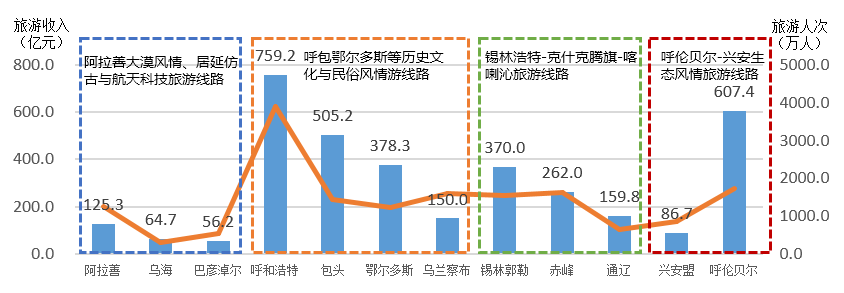 旅游收入
（亿元）
旅游人次
（万人）
阿拉善大漠风情、居延仿
古与航天科技旅游线路
呼包鄂尔多斯等历史文
化与民俗风情游线路
锡林浩特-克什克腾旗-喀
喇沁旅游线路
呼伦贝尔-兴安生
态风情旅游线路
800.0
600.0
400.0
200.0
0.0
5000.0
4000.0
3000.0
2000.0
1000.0
0.0
125.3
64.7
56.2
759.2
505.2
378.3
150.0
370.0
262.0
159.8
86.7
607.4
阿拉善
乌海
巴彦淖尔
呼和浩特
包头
鄂尔多斯
乌兰察布
锡林郭勒
赤峰
通辽
兴安盟
呼伦贝尔